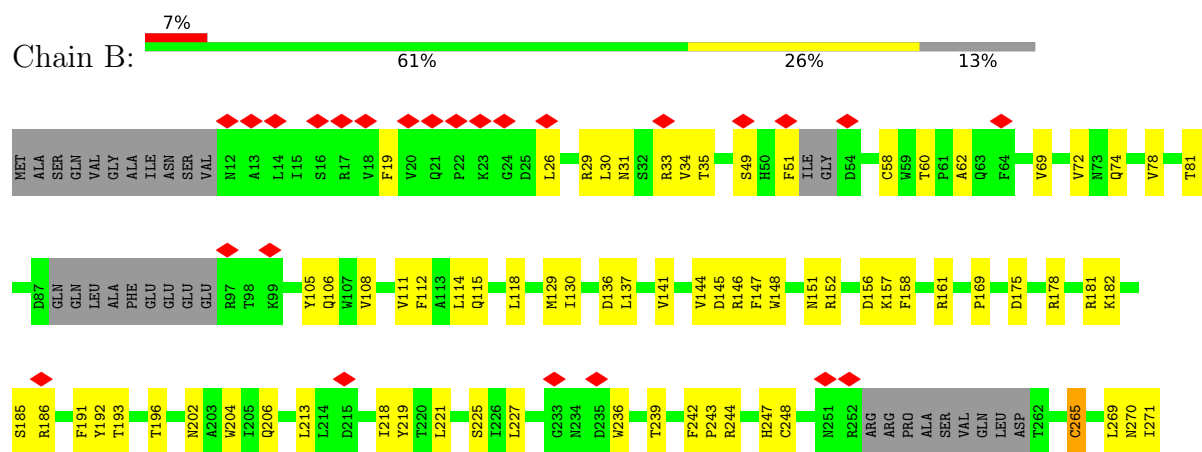 7%
Chain B:
61% 26% 13%
MET ALA SER GLN VAL GLY ALA ILE ASN SER VAL N12 A13 L14 I15 S16 R17 V18 F19 V20 Q21 P22 K23 G24 D25 L26 R29 L30 N31 S32 R33 V34 T35 S49 H50 F51 ILE GLY D54 C58 W59 T60 P61 A62 Q63 F64 V69 V72 N73 Q74 V78 T81
D87 GLN GLN LEU ALA PHE GLU GLU GLU GLU R97 T98 K99 Y105 Q106 W107 V108 V111 F112 A113 L114 Q115 L118 M129 I130 D136 L137 V141 V144 D145 R146 F147 W148 N151 R152 D156 K157 F158 R161 P169 D175 R178 R181 K182
S185 R186 F191 Y192 T193 T196 N202 A203 W204 I205 Q206 L213 L214 D215 I218 Y219 T220 L221 S225 I226 L227 G233 N234 D235 W236 T239 F242 P243 R244 H247 C248 N251 R252 ARG ARG PRO ALA SER VAL GLN LEU ASP T262 C265 L269 N270 I271